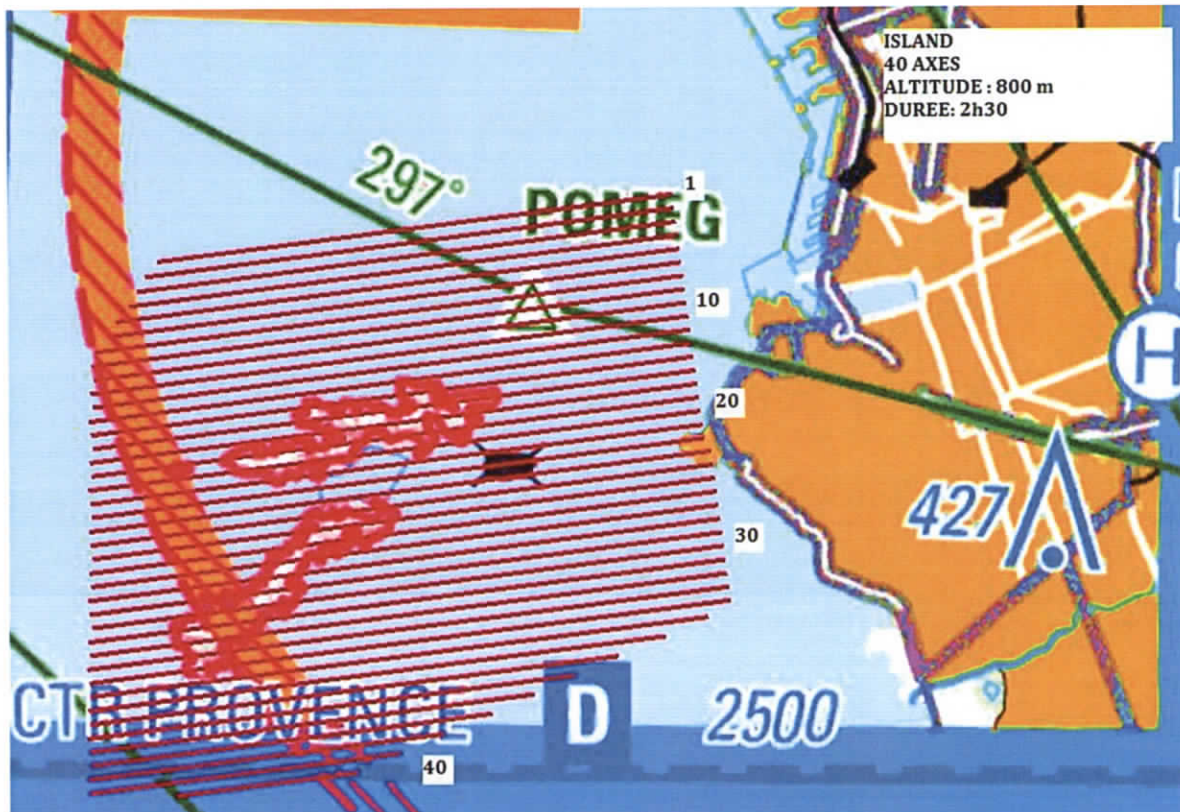 ISLAND
40 AXES
ALTITUDE : 800 m
DUREE: 2h30
297°
1
POMEG
10
H
20
427
30
CTR PROVENCE
D
2500
40